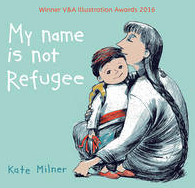 Winner V&A Illustration Awards 2016
My name
is not
Refugee
Kate Milner